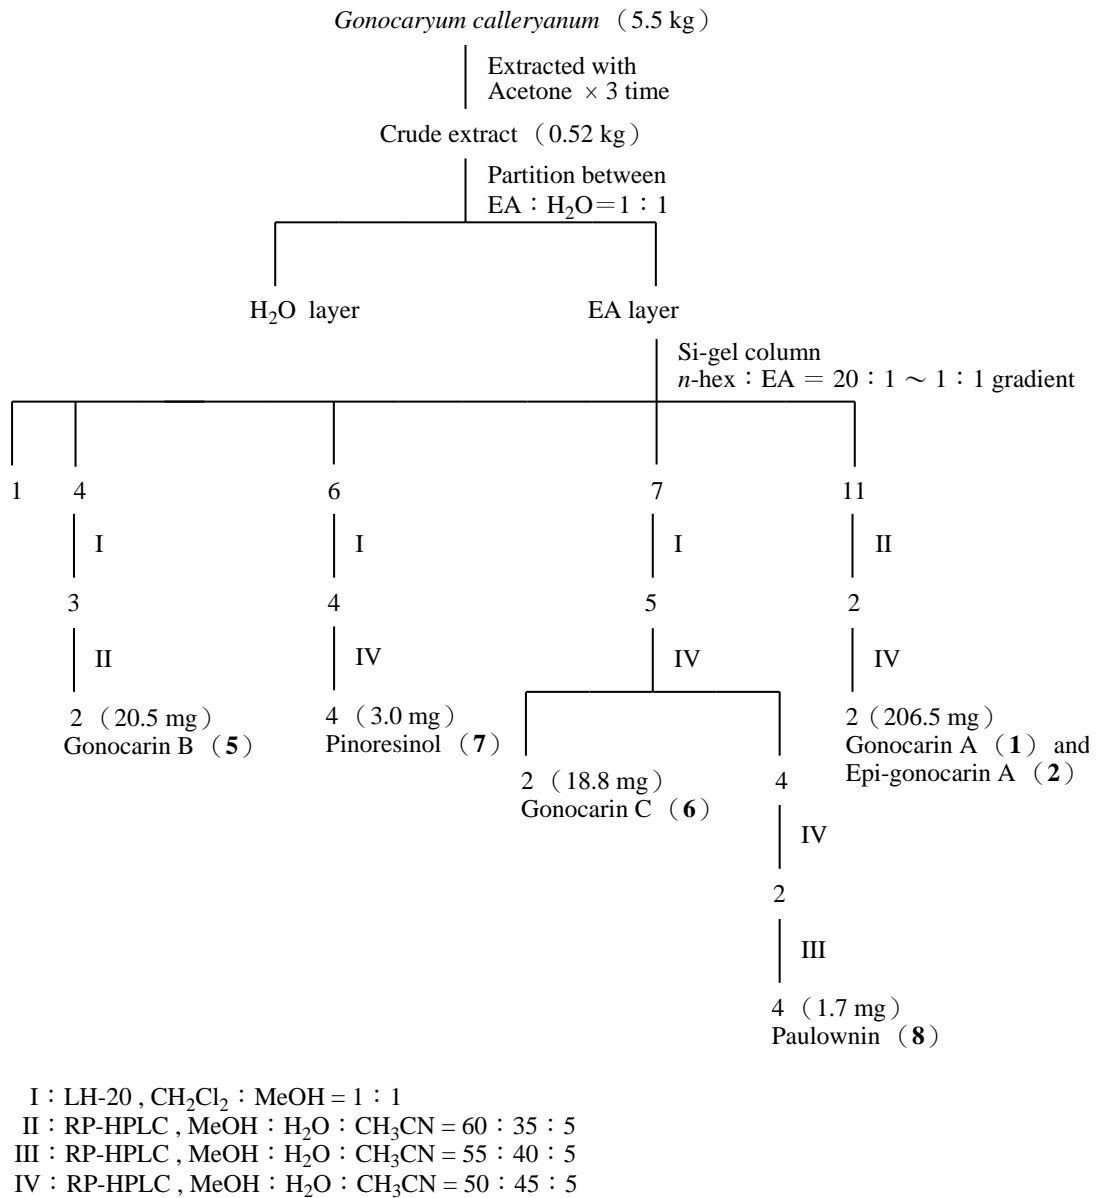 Gonocaryum calleryanum （5.5 kg）
Extracted with
Acetone × 3 time
Crude extract （0.52 kg）
Partition between
EA：H₂O＝1：1
H₂O layer
EA layer
Si-gel column
n-hex：EA ＝ 20：1 ～ 1：1 gradient
1
4
6
7
11
I
I
I
II
3
4
5
2
II
IV
IV
IV
2 （20.5 mg）
Gonocarin B （5）
4 （3.0 mg）
Pinoresinol （7）
2（206.5 mg）
Gonocarin A （1） and
Epi-gonocarin A （2）
2 （18.8 mg）
Gonocarin C （6）
4
IV
2
III
4 （1.7 mg）
Paulownin （8）
I：LH-20 , CH₂Cl₂：MeOH = 1：1
II：RP-HPLC , MeOH：H₂O：CH₃CN = 60：35：5
III：RP-HPLC , MeOH：H₂O：CH₃CN = 55：40：5
IV：RP-HPLC , MeOH：H₂O：CH₃CN = 50：45：5